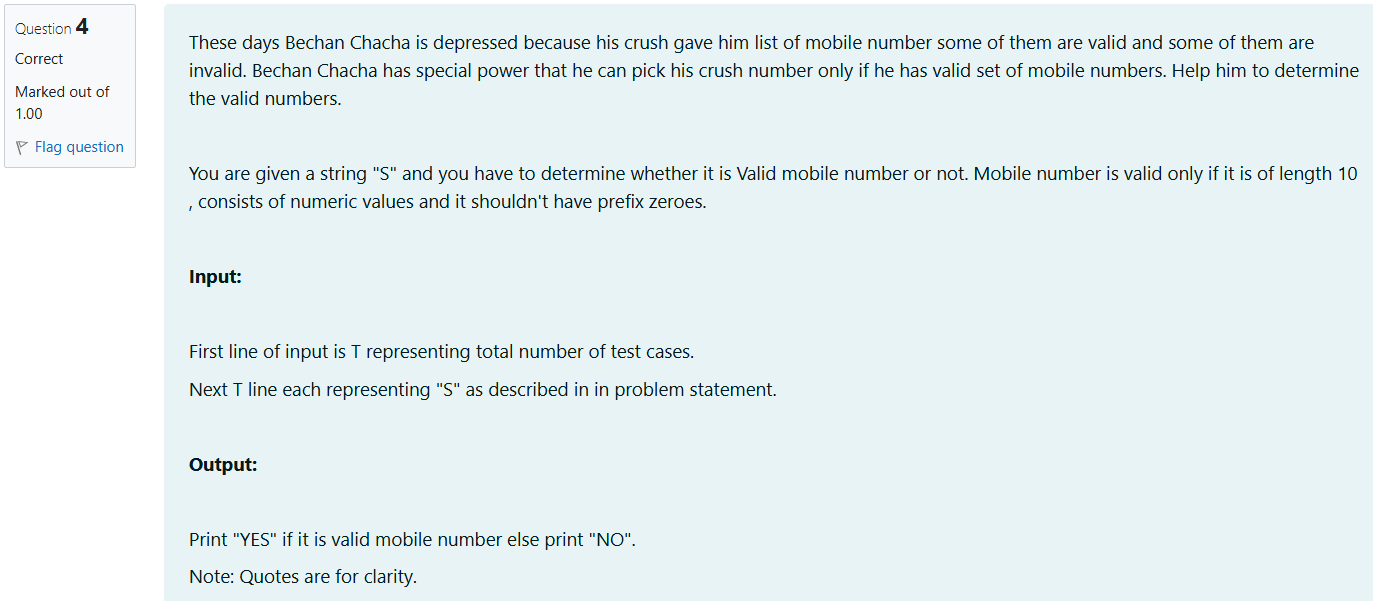 Question 4
Correct
Marked out of
1.00
Flag question
These days Bechan Chacha is depressed because his crush gave him list of mobile number some of them are valid and some of them are
invalid. Bechan Chacha has special power that he can pick his crush number only if he has valid set of mobile numbers. Help him to determine
the valid numbers.
You are given a string "S" and you have to determine whether it is Valid mobile number or not. Mobile number is valid only if it is of length 10
, consists of numeric values and it shouldn't have prefix zeroes.
Input:
First line of input is T representing total number of test cases.
Next T line each representing "S" as described in in problem statement.
Output:
Print "YES" if it is valid mobile number else print "NO".
Note: Quotes are for clarity.